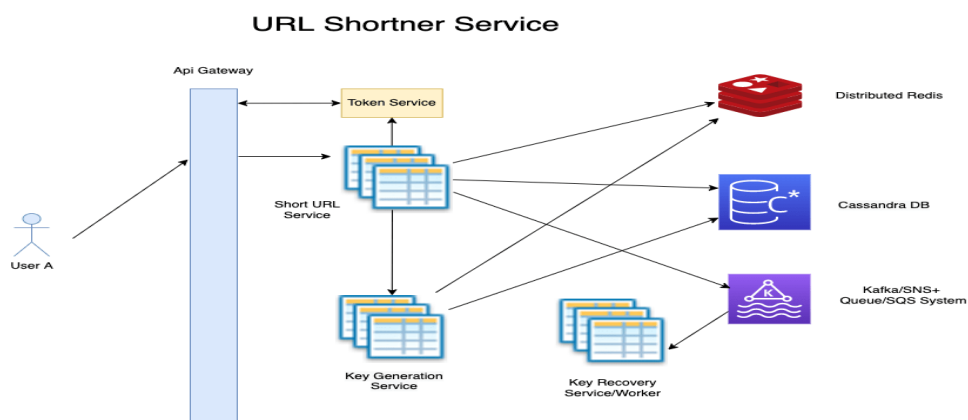 URL Shortner Service
Api Gateway
Token Service
Distributed Redis
Short URL
Service
C*
Cassandra DB
User A
K
Kafka/SNS+
Queue/SQS System
Key Generation
Service
Key Recovery
Service/Worker